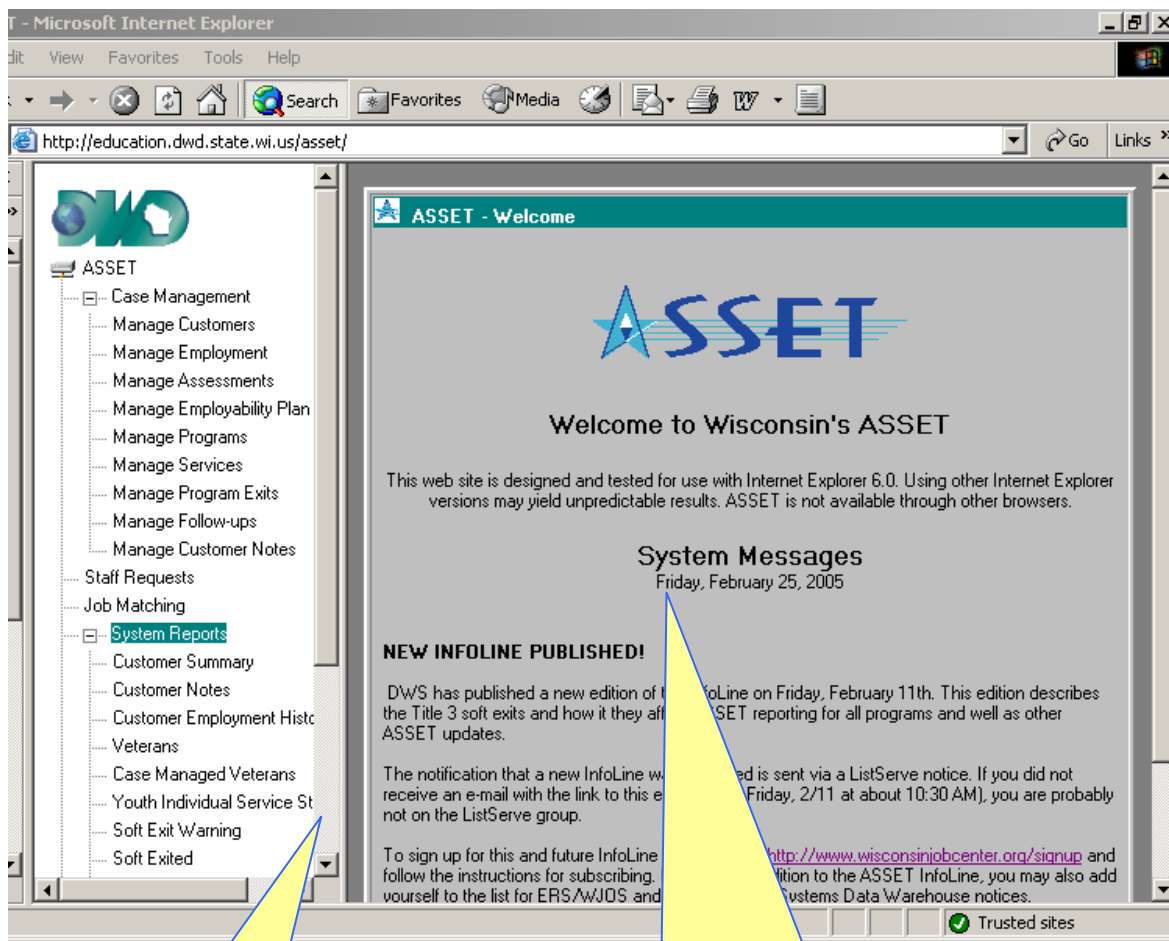 T - Microsoft Internet Explorer
dit View Favorites Tools Help
Search Favorites Media
http://education.dwd.state.wi.us/asset/ Go Links »
DWD
ASSET
Case Management
Manage Customers
Manage Employment
Manage Assessments
Manage Employability Plan
Manage Programs
Manage Services
Manage Program Exits
Manage Follow-ups
Manage Customer Notes
Staff Requests
Job Matching
System Reports
Customer Summary
Customer Notes
Customer Employment Histo
Veterans
Case Managed Veterans
Youth Individual Service St
Soft Exit Warning
Soft Exited
ASSET - Welcome
ASSET
Welcome to Wisconsin's ASSET
This web site is designed and tested for use with Internet Explorer 6.0. Using other Internet Explorer
versions may yield unpredictable results. ASSET is not available through other browsers.
System Messages
Friday, February 25, 2005
NEW INFOLINE PUBLISHED!
DWS has published a new edition of t foLine on Friday, February 11th. This edition describes
the Title 3 soft exits and how it they aff SET reporting for all programs and well as other
ASSET updates.
The notification that a new InfoLine w ed is sent via a ListServe notice. If you did not
receive an e-mail with the link to this e Friday, 2/11 at about 10:30 AM), you are probably
not on the ListServe group.
To sign up for this and future InfoLine http://www.wisconsinjobcenter.org/signup and
follow the instructions for subscribing. dition to the ASSET InfoLine, you may also add
yourself to the list for ERS/WJOS and Systems Data Warehouse notices.
Trusted sites